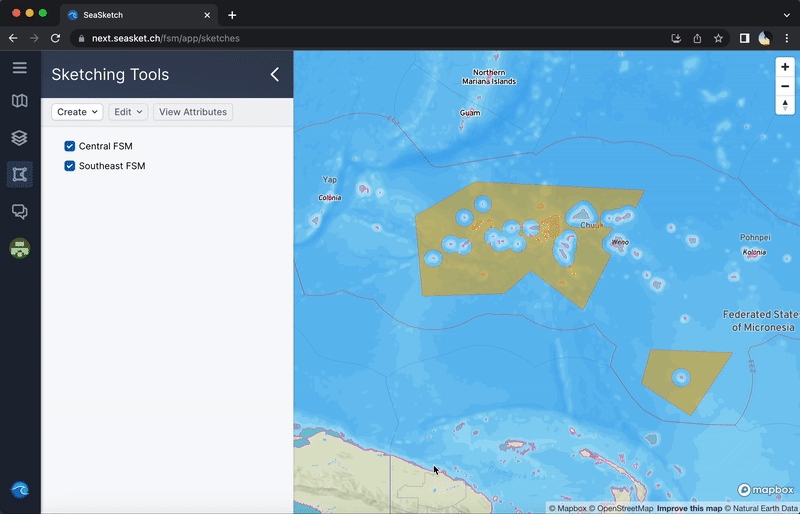 SeaSketch
next.seasket.ch/fsm/app/sketches
Sketching Tools
Create
Edit
View Attributes
Central FSM
Southeast FSM
Northern
Mariana Islands
Guam
Yap
Colonia
Chuuk
Weno
Pohnpei
Kolonia
Federated State
of Micronesia
mapbox
© Mapbox © OpenStreetMap Improve this map © Natural Earth Data